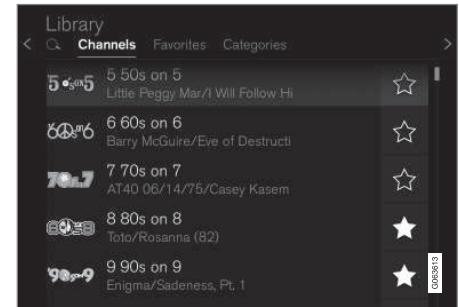 Library
Channels Favorites Categories
5 50s on 5
Little Peggy Mar/I Will Follow Hi
6 60s on 6
Barry McGuire/Eve of Destructi
7 70s on 7
AT40 06/14/75/Casey Kasem
8 80s on 8
Toto/Rosanna (82)
9 90s on 9
Enigma/Sadeness, Pt. 1
G063613